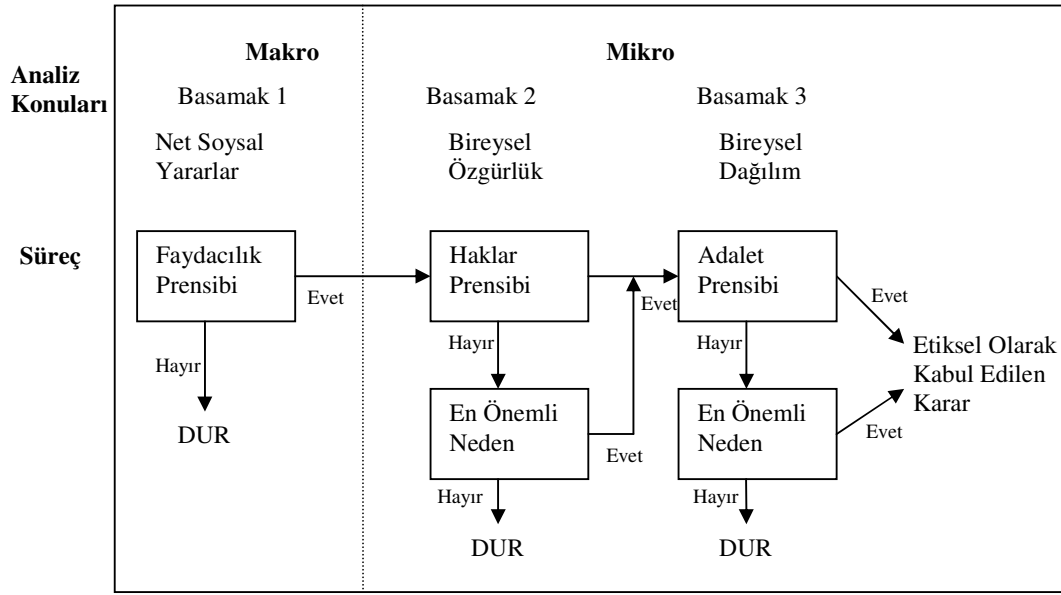 Makro
Mikro
Analiz
Konuları
Basamak 1
Basamak 2
Basamak 3
Net Soysal
Yararlar
Bireysel
Özgürlük
Bireysel
Dağılım
Süreç
Faydacılık
Prensibi
Evet
Haklar
Prensibi
Evet
Adalet
Prensibi
Evet
Hayır
Hayır
Hayır
Etiksel Olarak
Kabul Edilen
Karar
DUR
En Önemli
Neden
Evet
En Önemli
Neden
Evet
Hayır
Hayır
DUR
DUR